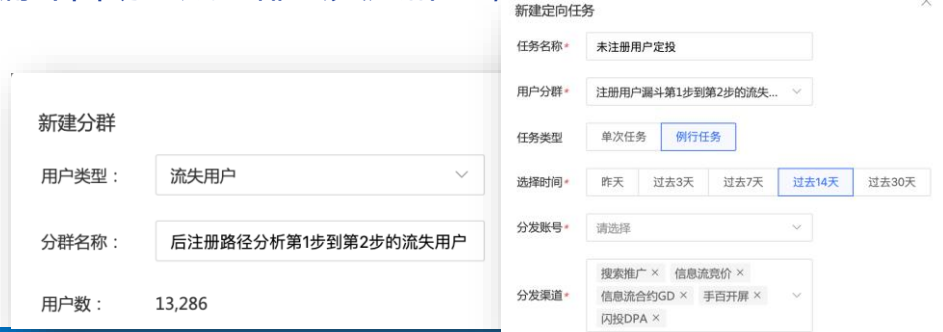 新建分群
用户类型：
流失用户
分群名称：
后注册路径分析第1步到第2步的流失用户
用户数：
13,286
新建定向任务
任务名称*
未注册用户定投
用户分群*
注册用户漏斗第1步到第2步的流失...
任务类型
单次任务
例行任务
选择时间*
昨天
过去3天
过去7天
过去14天
过去30天
分发账号*
请选择
分发渠道*
搜索推广 × 信息流竞价 ×
信息流合约GD × 手百开屏 ×
闪投DPA ×